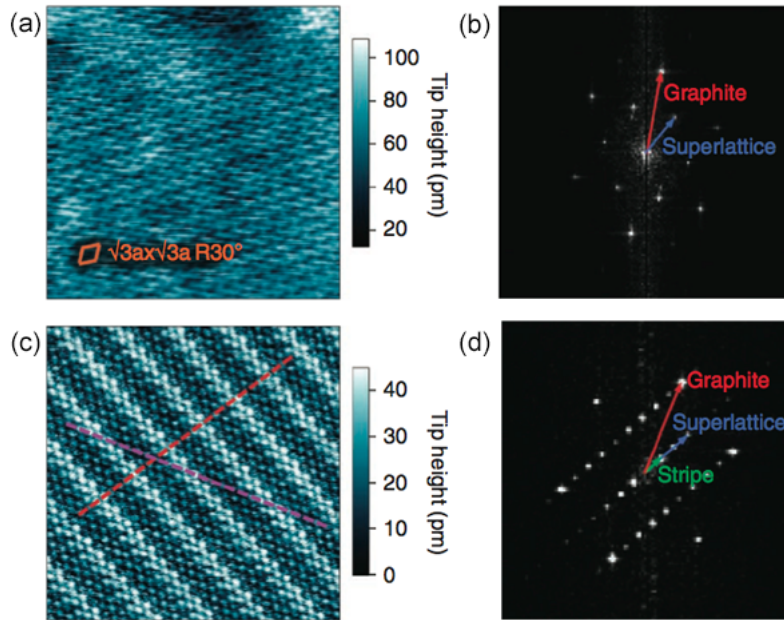 (a)
100
80
60
40
20
Tip height (pm)
√3ax√3a R30°
(b)
Graphite
Superlattice
(c)
40
30
20
10
0
Tip height (pm)
(d)
Graphite
Superlattice
Stripe